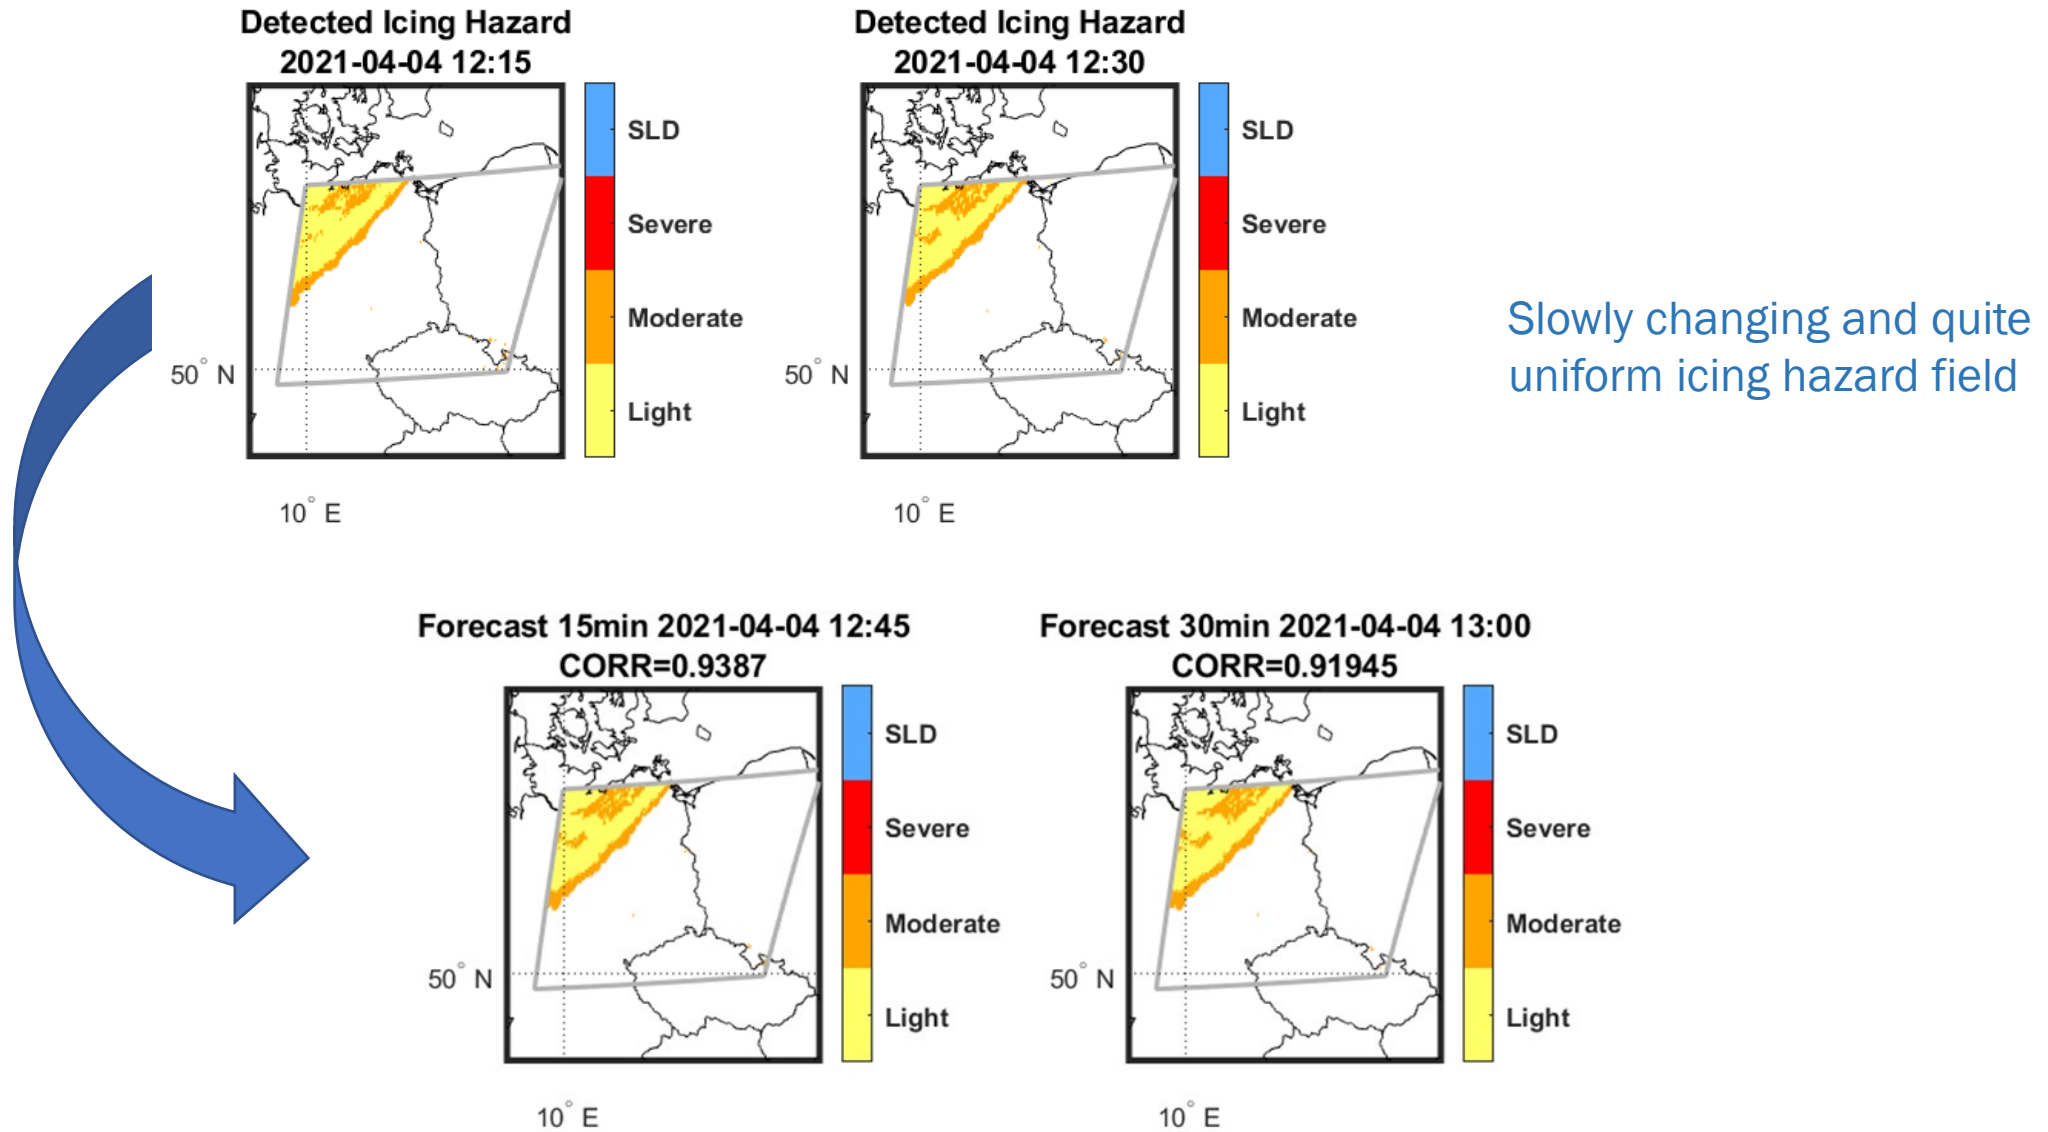 Detected Icing Hazard
2021-04-04 12:15
SLD
Severe
Moderate
Light
50° N
10° E
Detected Icing Hazard
2021-04-04 12:30
SLD
Severe
Moderate
Light
50° N
10° E
Slowly changing and quite
uniform icing hazard field
Forecast 15min 2021-04-04 12:45
CORR=0.9387
SLD
Severe
Moderate
Light
50° N
10° E
Forecast 30min 2021-04-04 13:00
CORR=0.91945
SLD
Severe
Moderate
Light
50° N
10° E